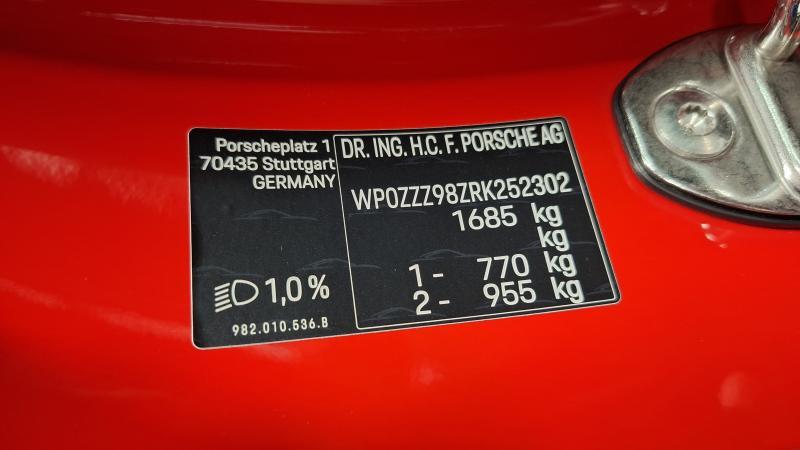 Porscheplatz 1
70435 Stuttgart
GERMANY
1,0%
982.010.536.B
DR. ING. H.C. F. PORSCHE AG
WP0ZZZ98ZRK252302
1685 kg
kg
1- 770 kg
2- 955 kg